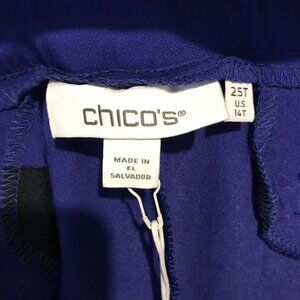 chico's®
2.5T
U.S.
14T
MADE IN
EL
SALVADOR